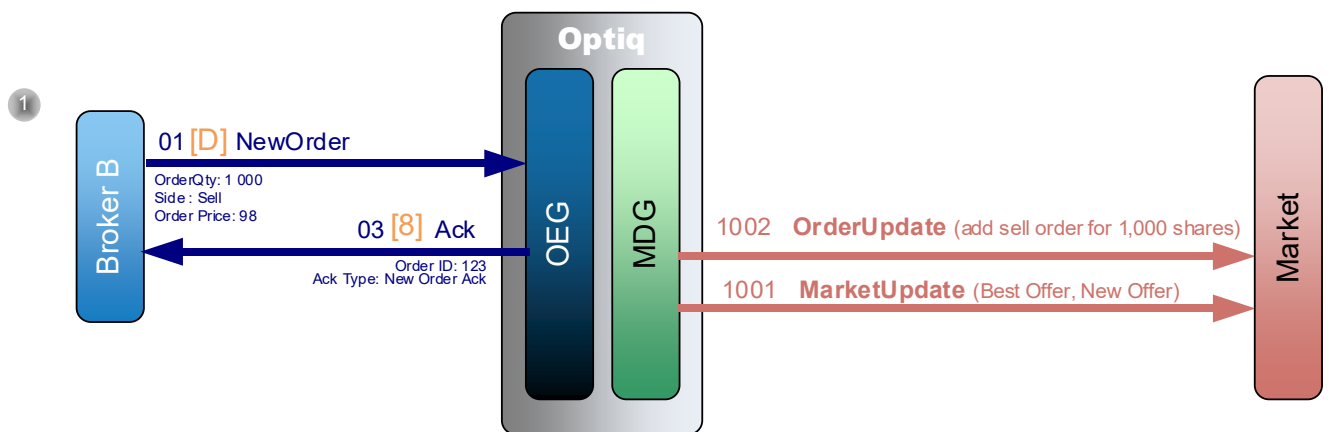 Optiq
1
01 [D] NewOrder
OrderQty: 1 000
Side : Sell
Order Price: 98
03 [8] Ack
Order ID: 123
Ack Type: New Order Ack
Broker B
OEG
MDG
1002 OrderUpdate (add sell order for 1,000 shares)
1001 MarketUpdate (Best Offer, New Offer)
Market